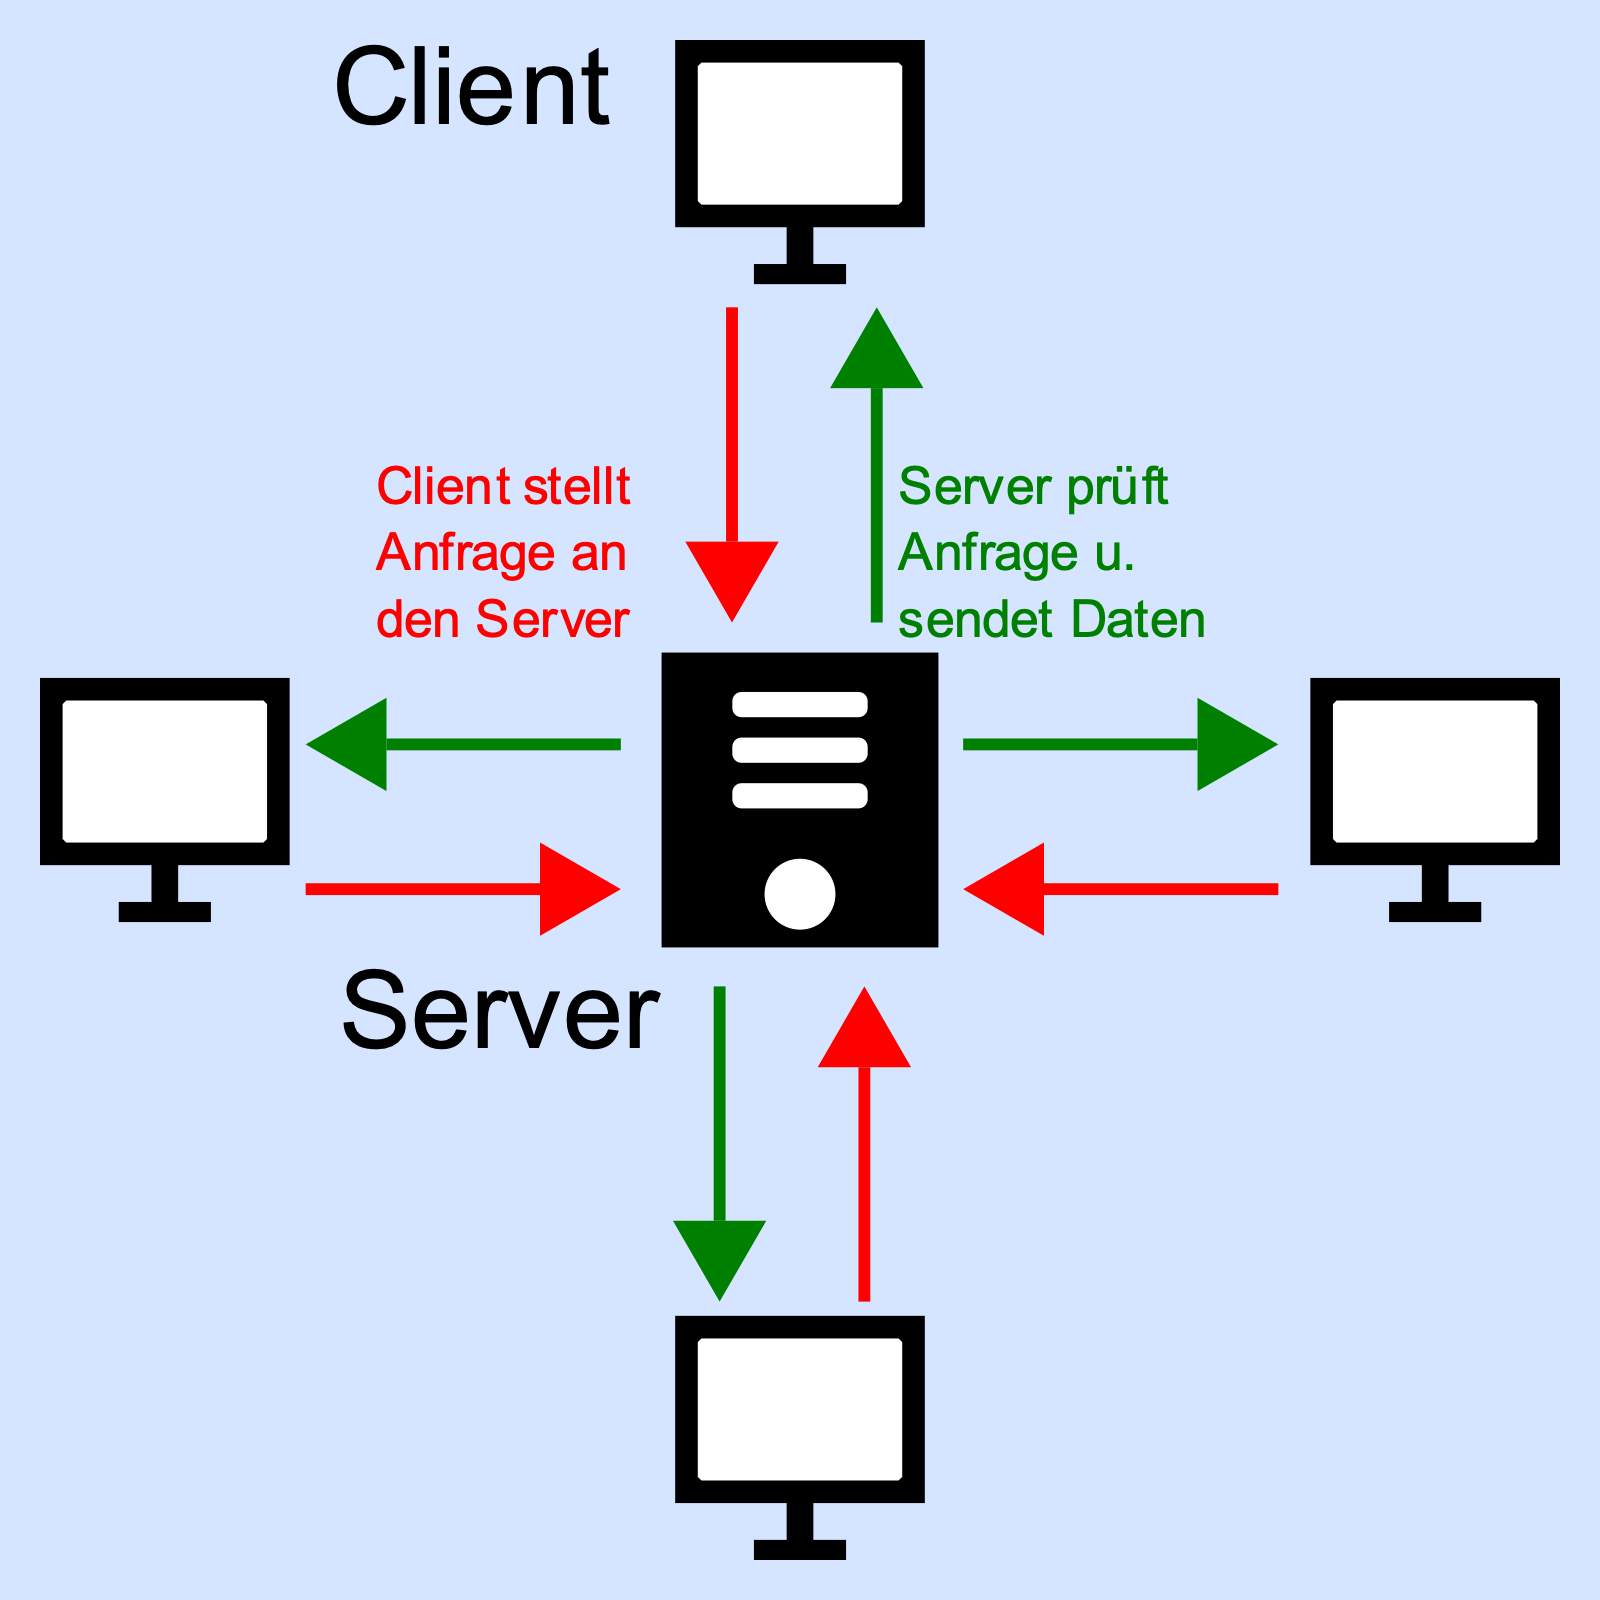 Client
Client stellt
Anfrage an
den Server
Server prüft
Anfrage u.
sendet Daten
Server